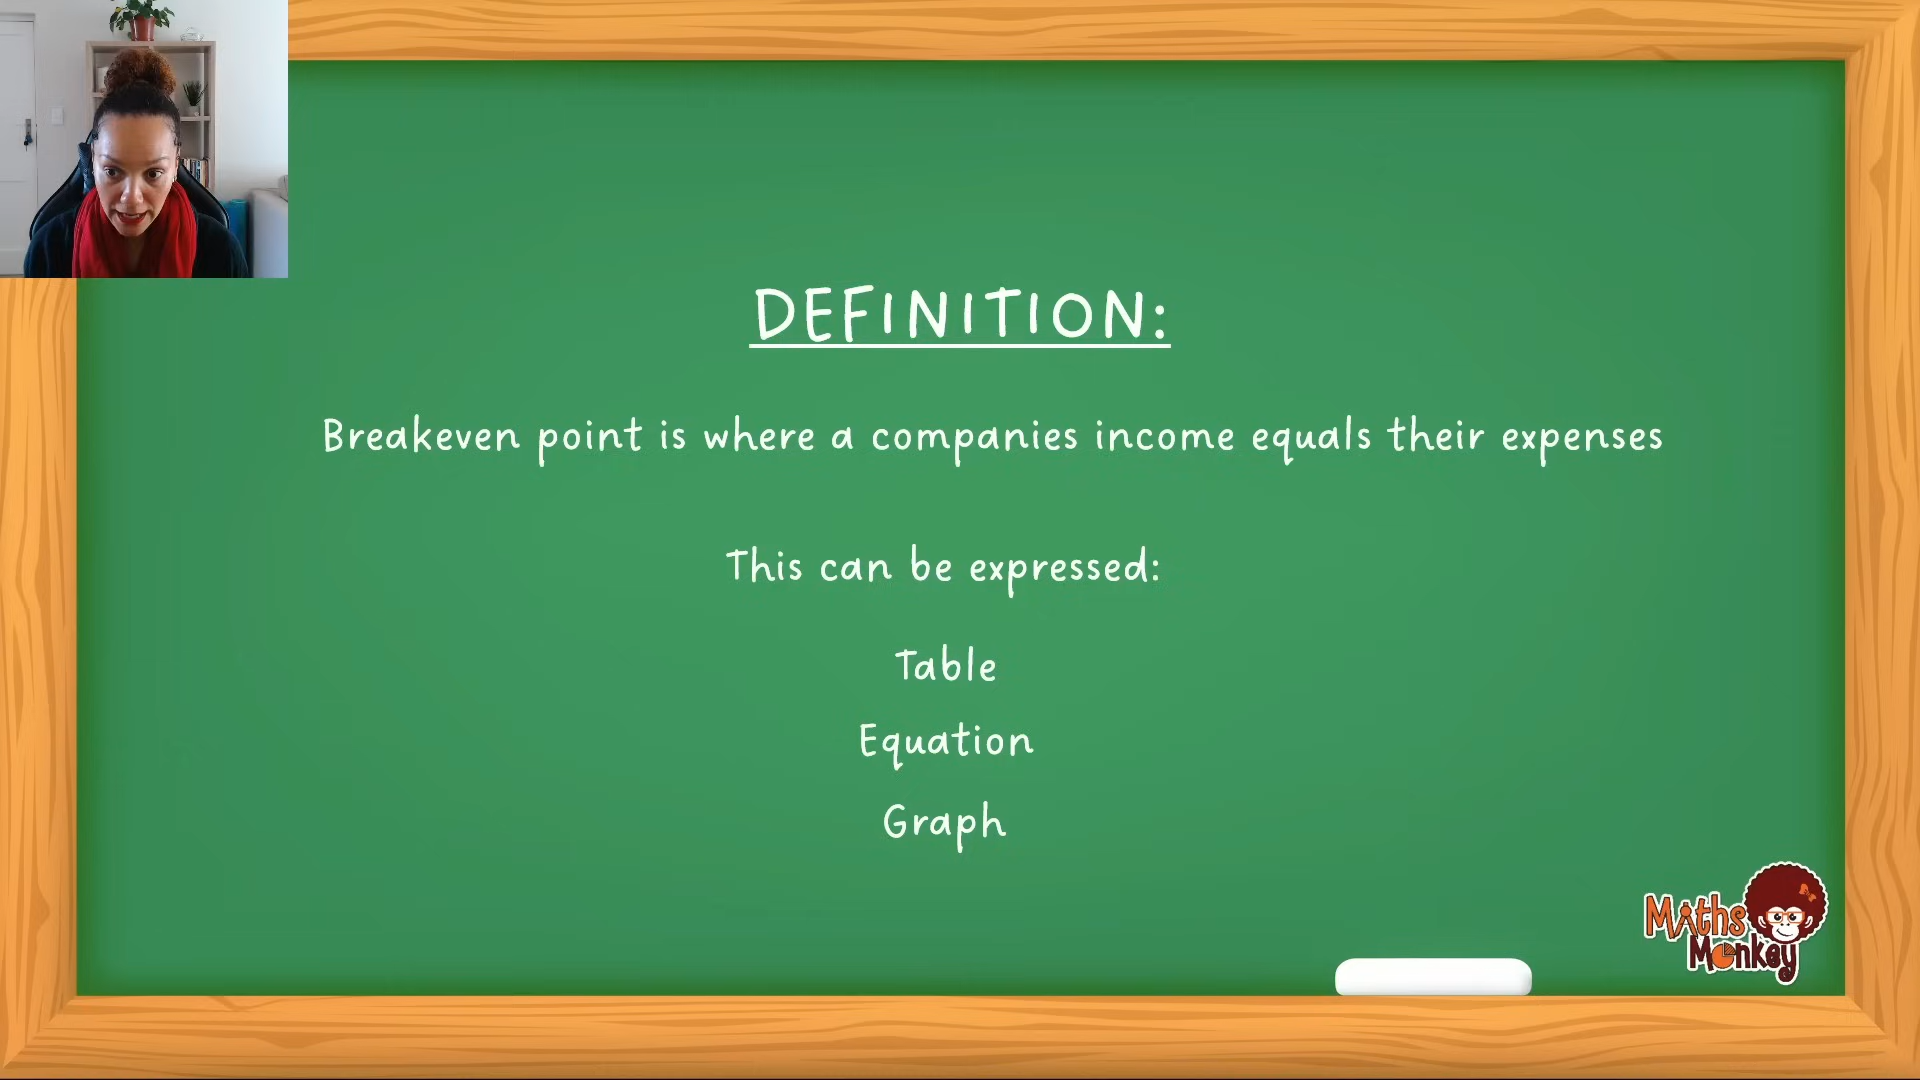 DEFINITION:
Breakeven point is where a companies income equals their expenses
This can be expressed:
Table
Equation
Graph
Maths
Monkey